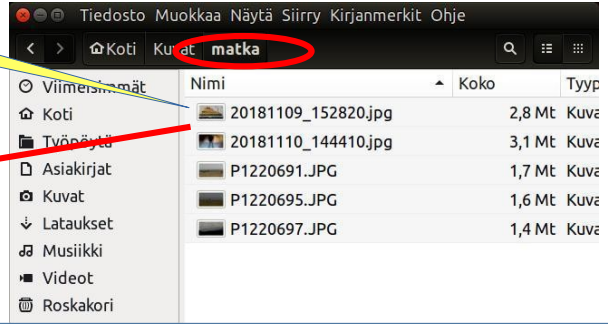 Tiedosto Muokkaa Näytä Siirry Kirjanmerkit Ohje
Koti Kuvat matka
Nimi Koko
Viimeisimmät
20181109_152820.jpg 2,8 Mt Kuva
Koti
20181110_144410.jpg 3,1 Mt Kuva
Työpöytä
P1220691.JPG 1,7 Mt Kuva
Asiakirjat
P1220695.JPG 1,6 Mt Kuva
Kuvat
P1220697.JPG 1,4 Mt Kuva
Lataukset
Musiikki
Videot
Roskakori